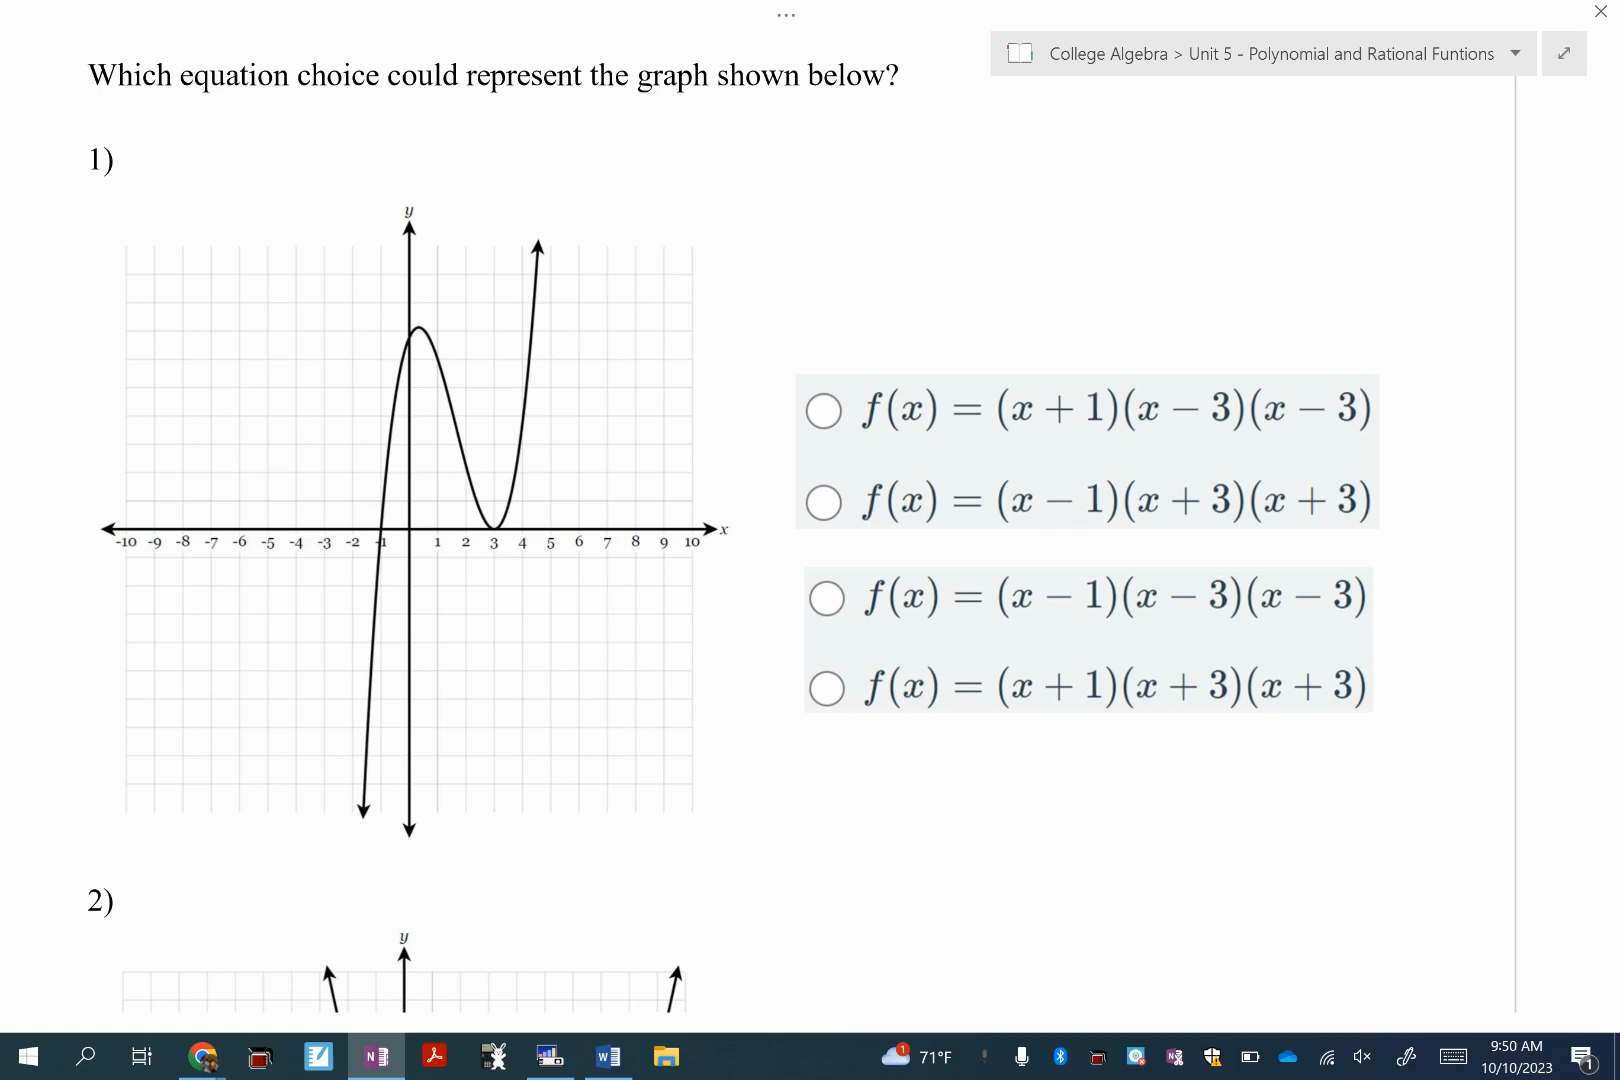 ...
College Algebra > Unit 5 - Polynomial and Rational Funtions
Which equation choice could represent the graph shown below?
1)
y
x
-10 -9 -8 -7 -6 -5 -4 -3 -2 -1 1 2 3 4 5 6 7 8 9 10
f(x) = (x + 1)(x − 3)(x − 3)
f(x) = (x − 1)(x + 3)(x + 3)
f(x) = (x − 1)(x − 3)(x − 3)
f(x) = (x + 1)(x + 3)(x + 3)
2)
y
1
71°F
9:50 AM
10/10/2023
1